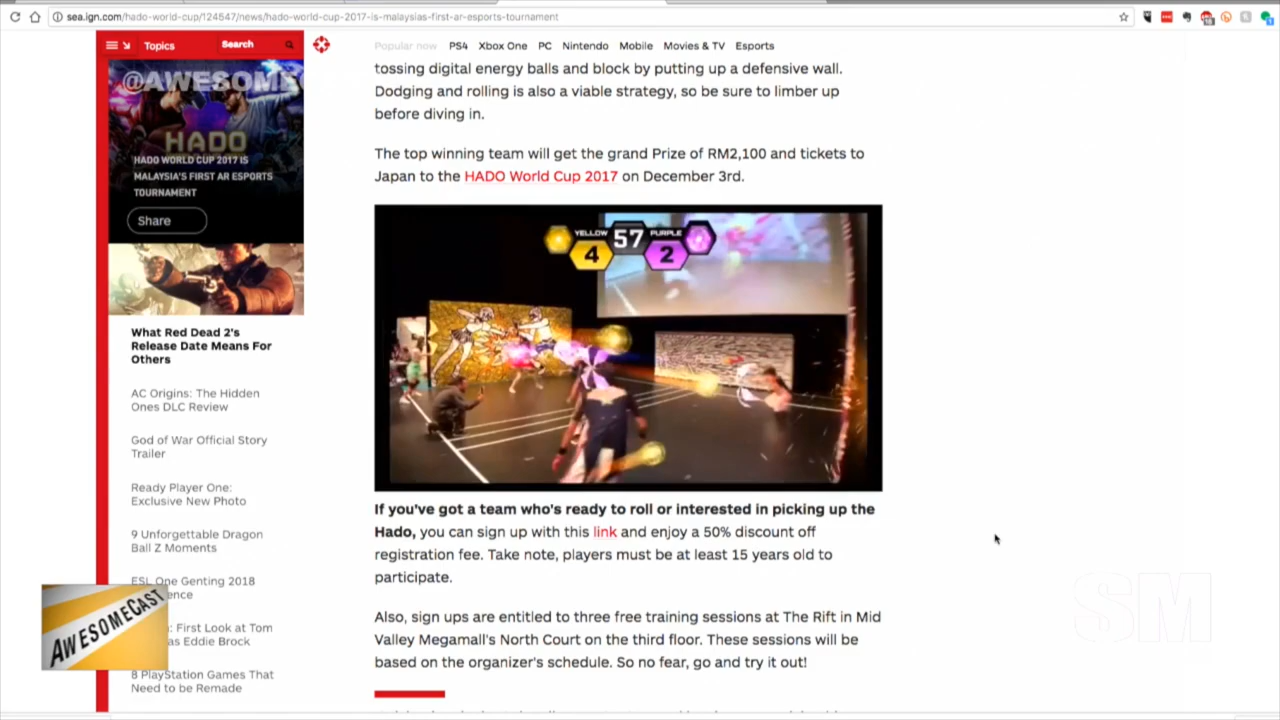 sea.ign.com/hado-world-cup/124547/news/hado-world-cup-2017-is-malaysias-first-ar-esports-tournament
Topics
Search
Popular now PS4 Xbox One PC Nintendo Mobile Movies & TV Esports
@AWESOMEC
HADO
HADO WORLD CUP 2017 IS
MALAYSIA'S FIRST AR ESPORTS
TOURNAMENT
Share
What Red Dead 2's
Release Date Means For
Others
AC Origins: The Hidden
Ones DLC Review
God of War Official Story
Trailer
Ready Player One:
Exclusive New Photo
9 Unforgettable Dragon
Ball Z Moments
ESL One Genting 2018
ence
: First Look at Tom
as Eddie Brock
8 PlayStation Games That
Need to be Remade
AWESOMECAST
tossing digital energy balls and block by putting up a defensive wall.
Dodging and rolling is also a viable strategy, so be sure to limber up
before diving in.
The top winning team will get the grand Prize of RM2,100 and tickets to
Japan to the HADO World Cup 2017 on December 3rd.
YELLOW 57 PURPLE
4 2
If you've got a team who's ready to roll or interested in picking up the
Hado, you can sign up with this link and enjoy a 50% discount off
registration fee. Take note, players must be at least 15 years old to
participate.
Also, sign ups are entitled to three free training sessions at The Rift in Mid
Valley Megamall's North Court on the third floor. These sessions will be
based on the organizer's schedule. So no fear, go and try it out!
SM